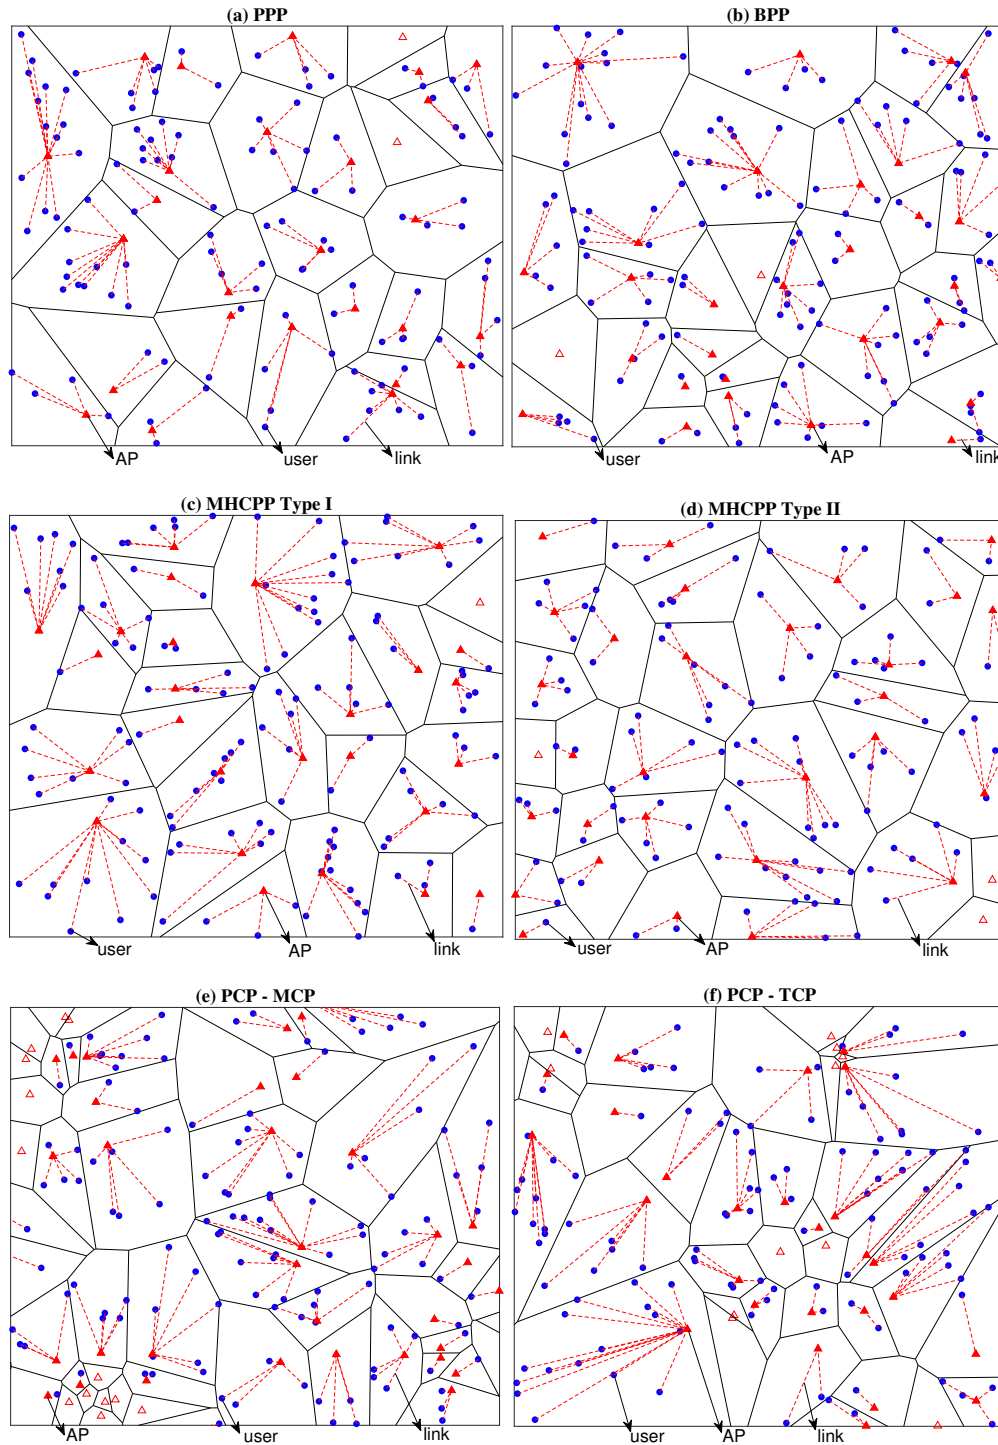 (a) PPP
(b) BPP
AP
user
link
user
AP
link
(c) MHCPP Type I
(d) MHCPP Type II
user
AP
link
user
AP
link
(e) PCP - MCP
(f) PCP - TCP
AP
user
link
user
AP
link